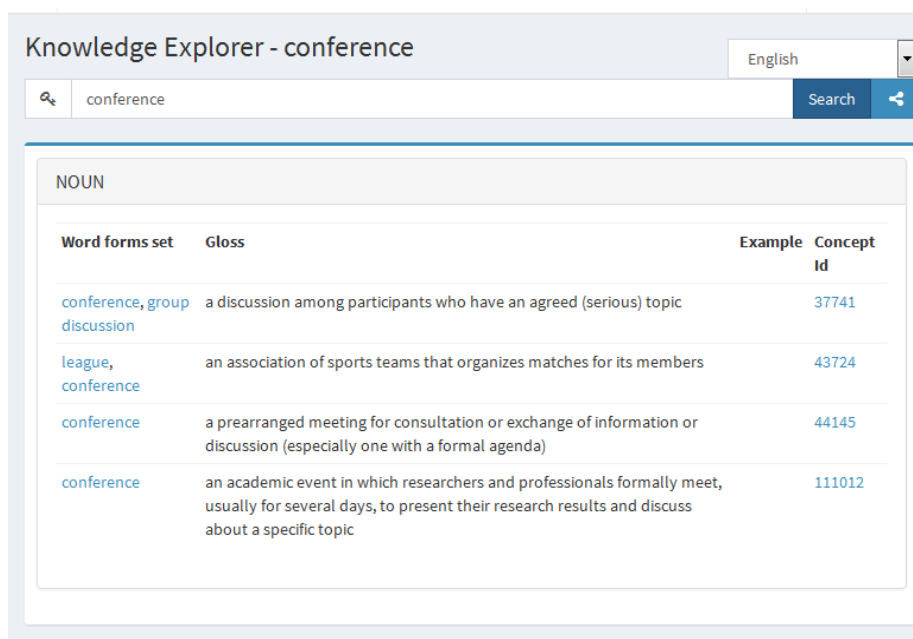 Knowledge Explorer - conference
English
conference
Search
NOUN
Word forms set Gloss Example Concept
Id
conference, group a discussion among participants who have an agreed (serious) topic 37741
discussion
league, an association of sports teams that organizes matches for its members 43724
conference
conference a prearranged meeting for consultation or exchange of information or 44145
discussion (especially one with a formal agenda)
conference an academic event in which researchers and professionals formally meet, 111012
usually for several days, to present their research results and discuss
about a specific topic